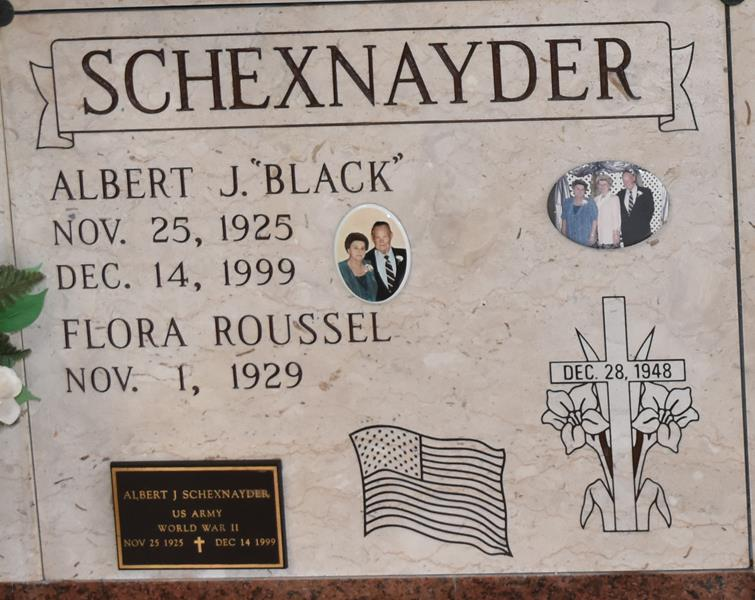 SCHEXNAYDER
ALBERT J. "BLACK"
NOV. 25, 1925
DEC. 14, 1999
FLORA ROUSSEL
NOV. 1, 1929
DEC. 28, 1948
ALBERT J SCHEXNAYDER
US ARMY
WORLD WAR II
NOV 25 1925 ✝ DEC 14 1999